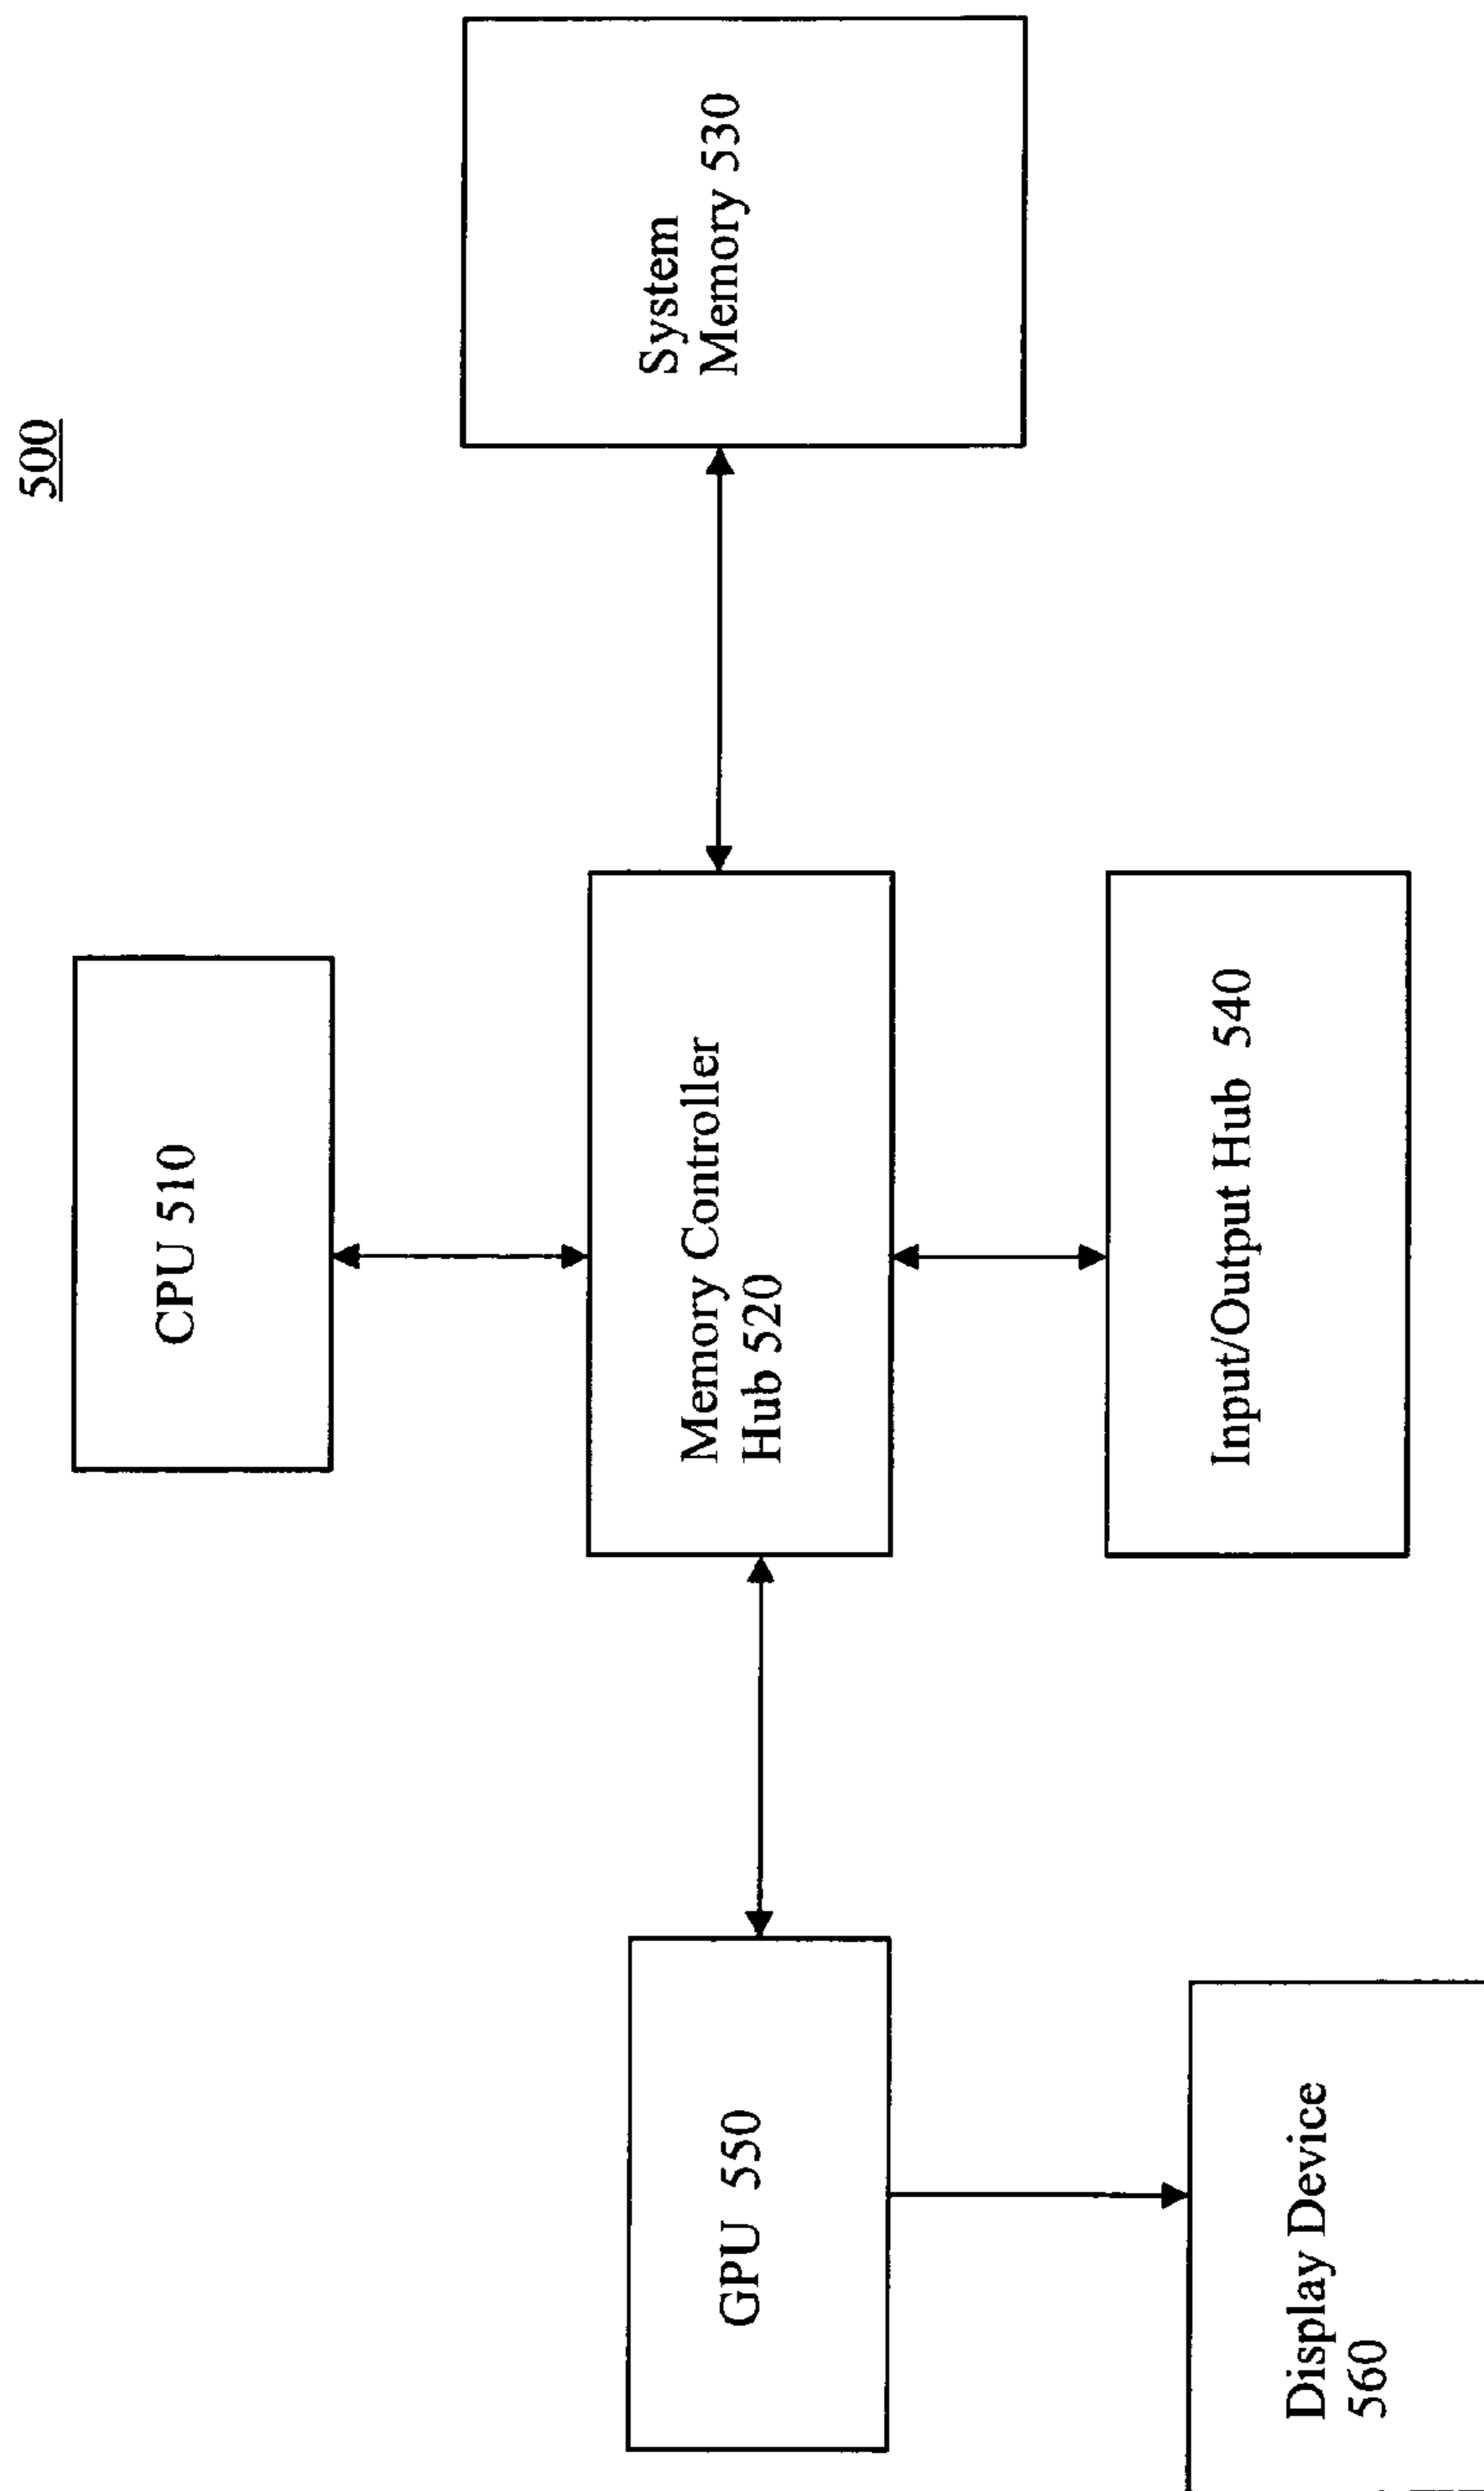 500
CPU 510
GPU 550
Memory Controller
Hub 520
System
Memory 530
Display Device
560
Input/Output Hub 540